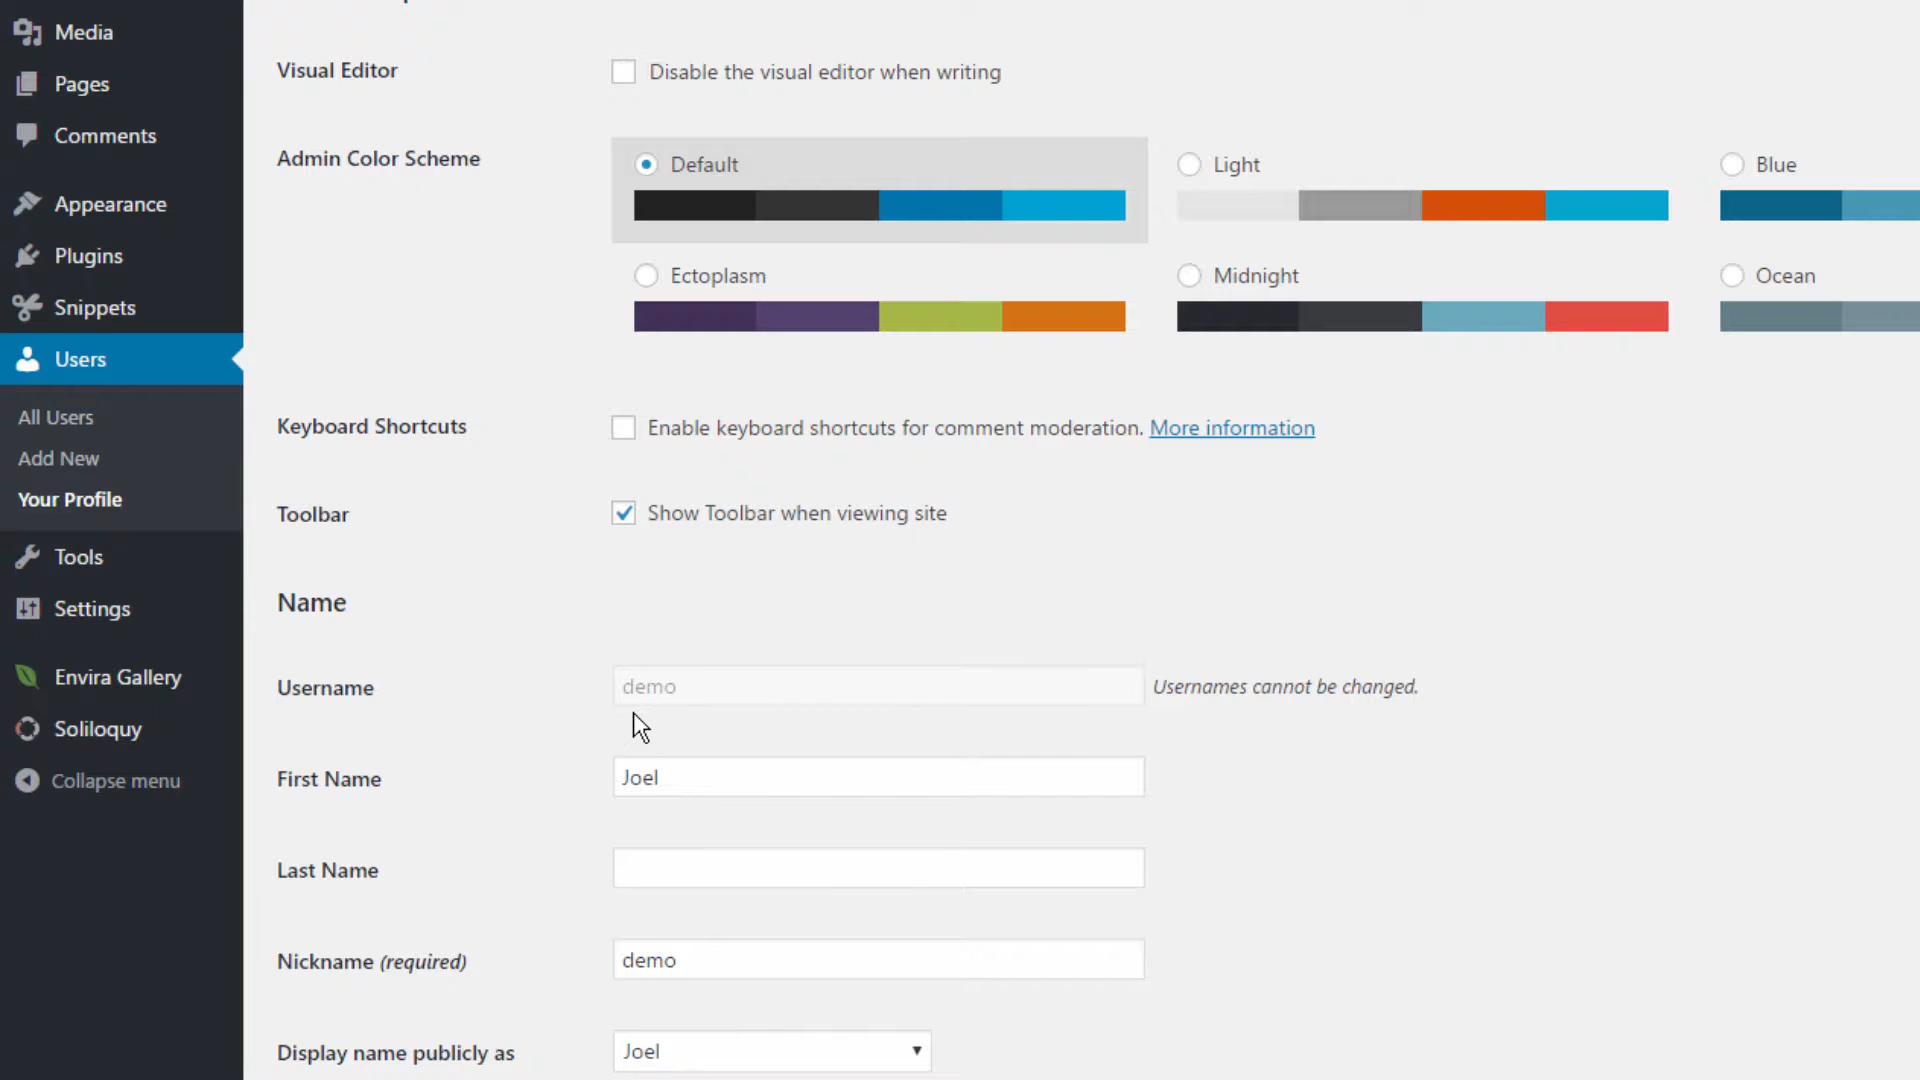 Media
Pages
Comments
Appearance
Plugins
Snippets
Users
All Users
Add New
Your Profile
Tools
Settings
Envira Gallery
Soliloquy
Collapse menu
Visual Editor
Disable the visual editor when writing
Admin Color Scheme
Default
Light
Blue
Ectoplasm
Midnight
Ocean
Keyboard Shortcuts
Enable keyboard shortcuts for comment moderation. More information
Toolbar
Show Toolbar when viewing site
Name
Username
demo
Usernames cannot be changed.
First Name
Joel
Last Name
Nickname (required)
demo
Display name publicly as
Joel